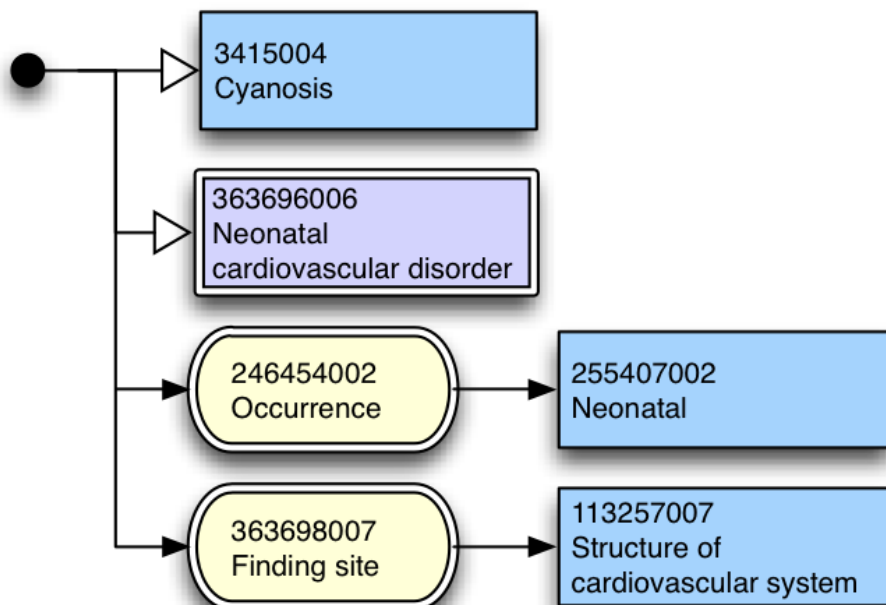 3415004
Cyanosis
363696006
Neonatal
cardiovascular disorder
246454002
Occurrence
255407002
Neonatal
363698007
Finding site
113257007
Structure of
cardiovascular system